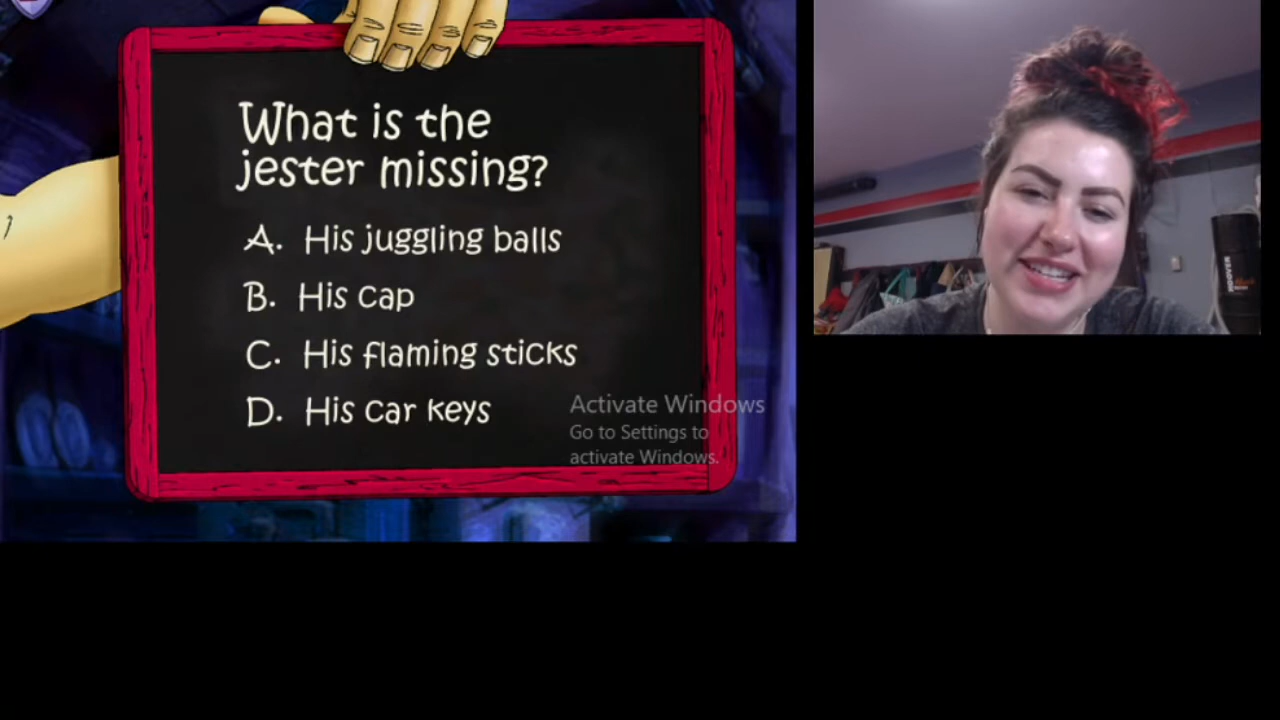 What is the
jester missing?
A. His juggling balls
B. His cap
C. His flaming sticks
D. His car keys
Activate Windows
Go to Settings to
activate Windows.
HOOVER